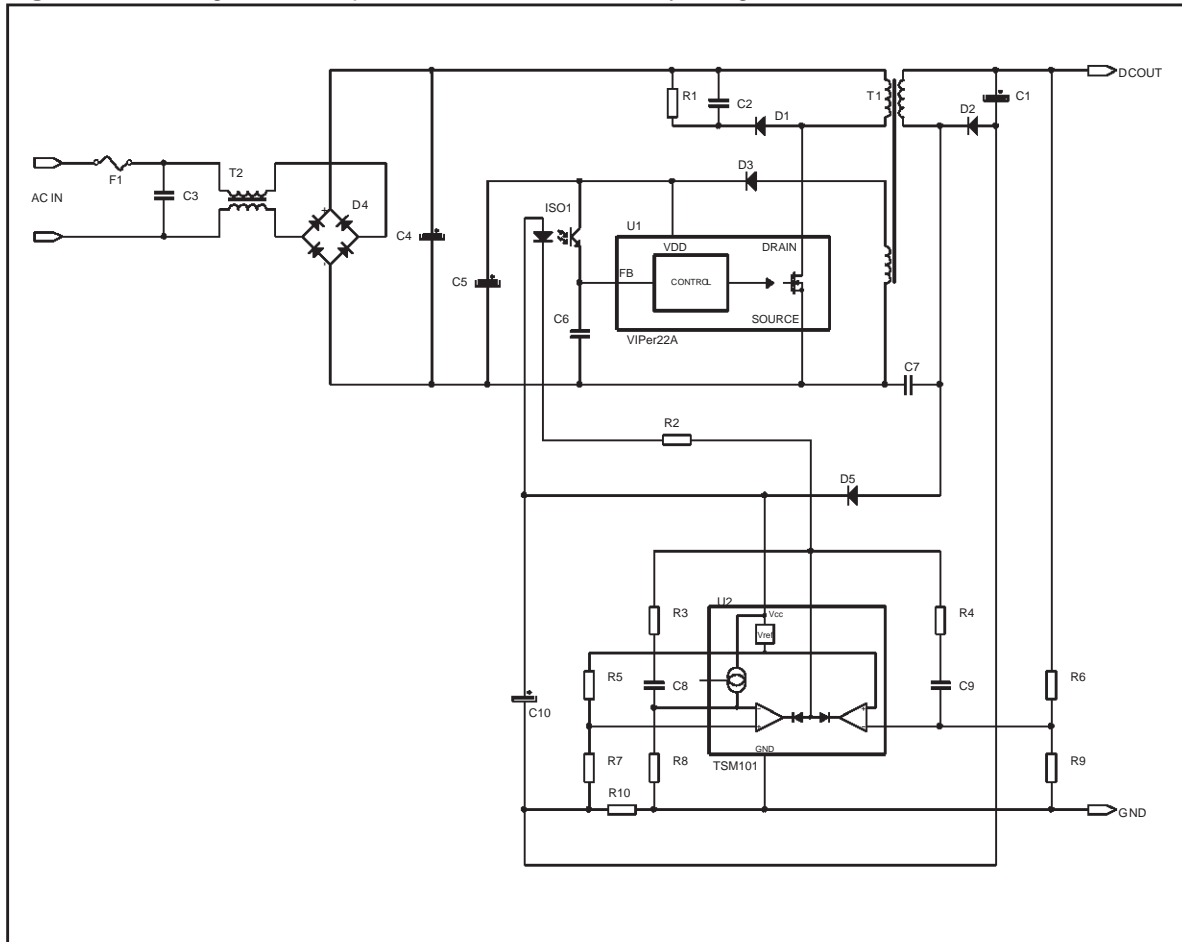 DCOUT
R1
C2
T1
C1
D1
D2
F1
T2
D3
AC IN
C3
D4
ISO1
U1
C4
VDD
DRAIN
FB
CONTROL
C5
C6
SOURCE
VIPer22A
C7
R2
D5
U2
R3
Vcc
R4
Vref
R5
C8
C9
R6
C10
-
+
+
-
GND
R7
R8
TSM101
R9
R10
GND
+
-